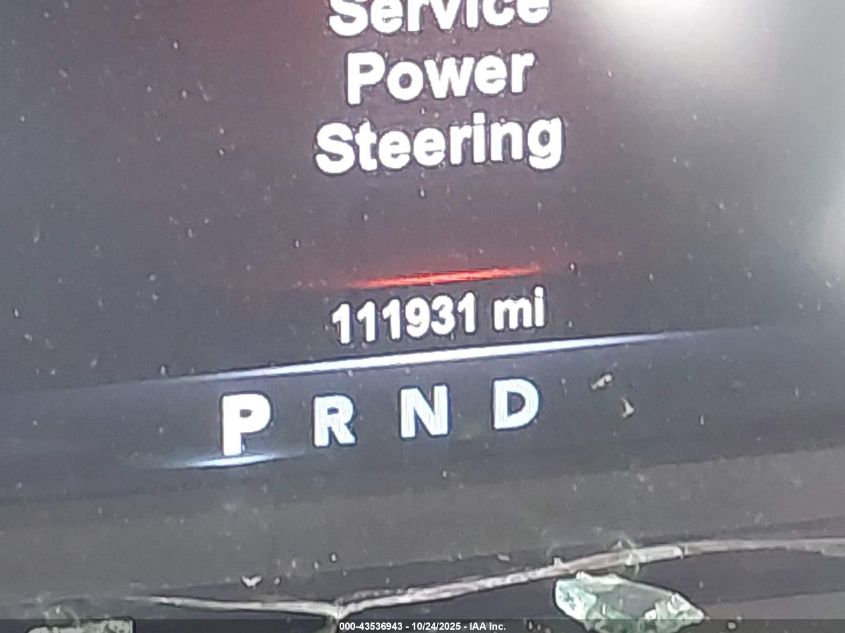 Service
Power
Steering
111931 mi
P R N D
000-43536943 - 10/24/2025 - IAA Inc.